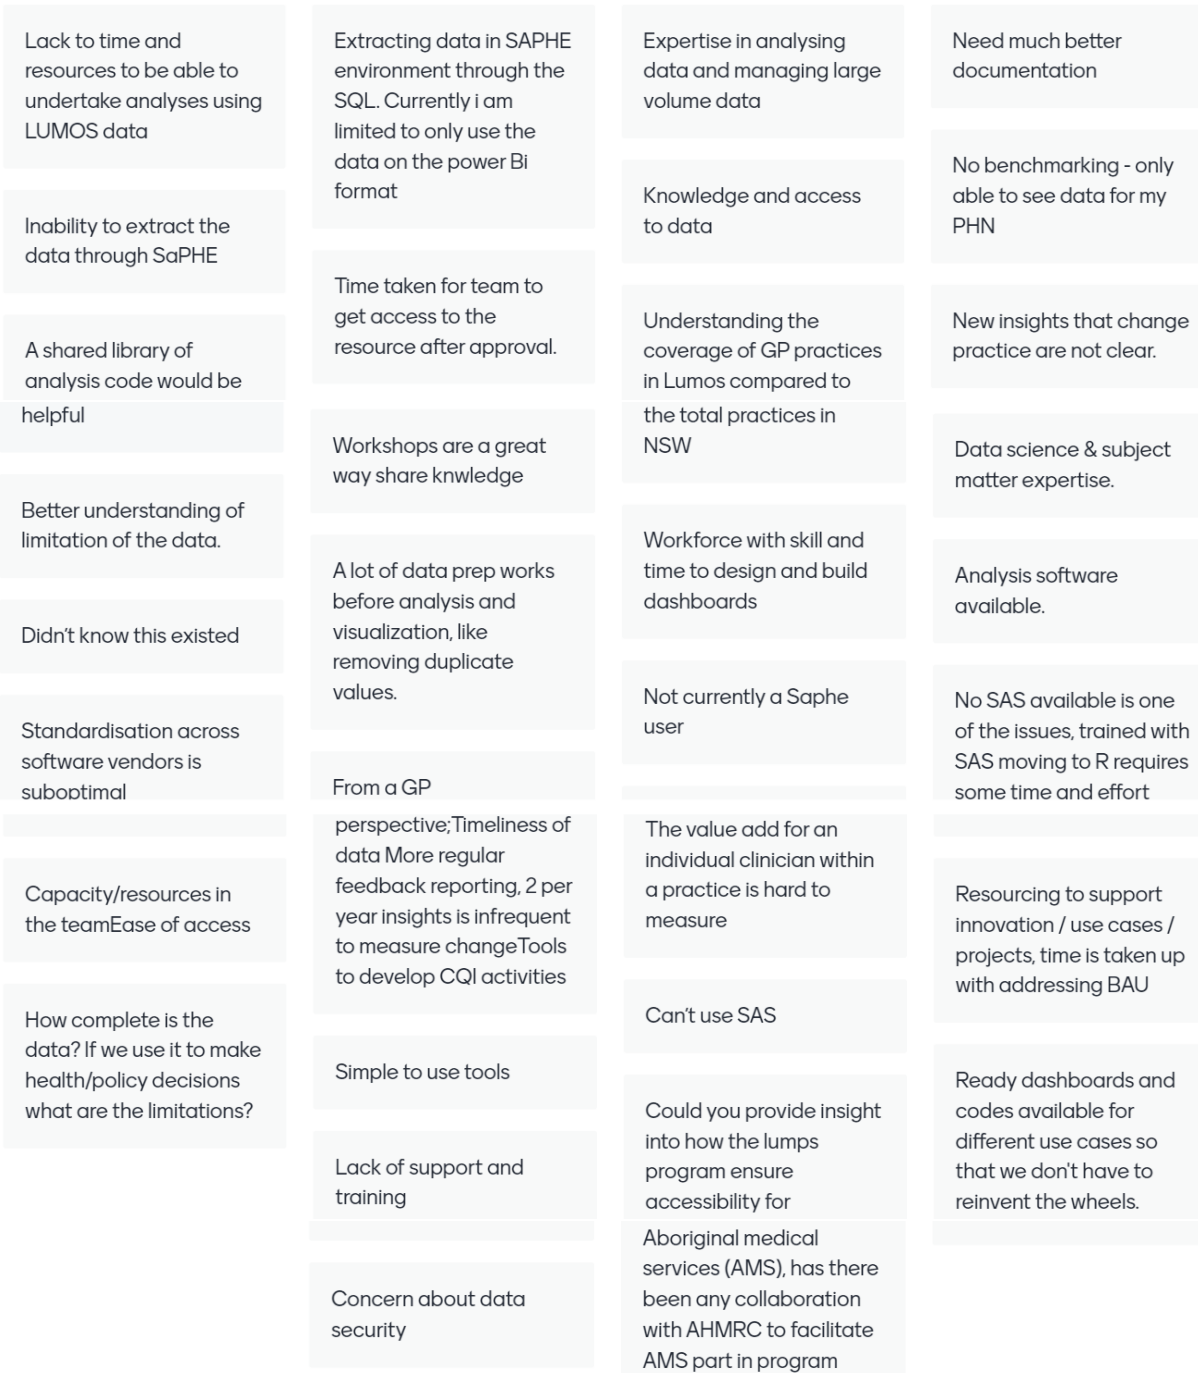 Lack to time and
resources to be able to
undertake analyses using
LUMOS data
Inability to extract the
data through SaPHE
A shared library of
analysis code would be
helpful
Better understanding of
limitation of the data.
Didn't know this existed
Standardisation across
software vendors is
suboptimal
Capacity/resources in
the teamEase of access
How complete is the
data? If we use it to make
health/policy decisions
what are the limitations?
Extracting data in SAPHE
environment through the
SQL. Currently i am
limited to only use the
data on the power Bi
format
Time taken for team to
get access to the
resource after approval.
Workshops are a great
way share knwledge
A lot of data prep works
before analysis and
visualization, like
removing duplicate
values.
From a GP
perspective;Timeliness of
data More regular
feedback reporting, 2 per
year insights is infrequent
to measure changeTools
to develop CQI activities
Simple to use tools
Lack of support and
training
Concern about data
security
Expertise in analysing
data and managing large
volume data
Knowledge and access
to data
Understanding the
coverage of GP practices
in Lumos compared to
the total practices in
NSW
Workforce with skill and
time to design and build
dashboards
Not currently a Saphe
user
The value add for an
individual clinician within
a practice is hard to
measure
Can't use SAS
Could you provide insight
into how the lumps
program ensure
accessibility for
Aboriginal medical
services (AMS), has there
been any collaboration
with AHMRC to facilitate
AMS part in program
Need much better
documentation
No benchmarking - only
able to see data for my
PHN
New insights that change
practice are not clear.
Data science & subject
matter expertise.
Analysis software
available.
No SAS available is one
of the issues, trained with
SAS moving to R requires
some time and effort
Resourcing to support
innovation / use cases /
projects, time is taken up
with addressing BAU
Ready dashboards and
codes available for
different use cases so
that we don't have to
reinvent the wheels.